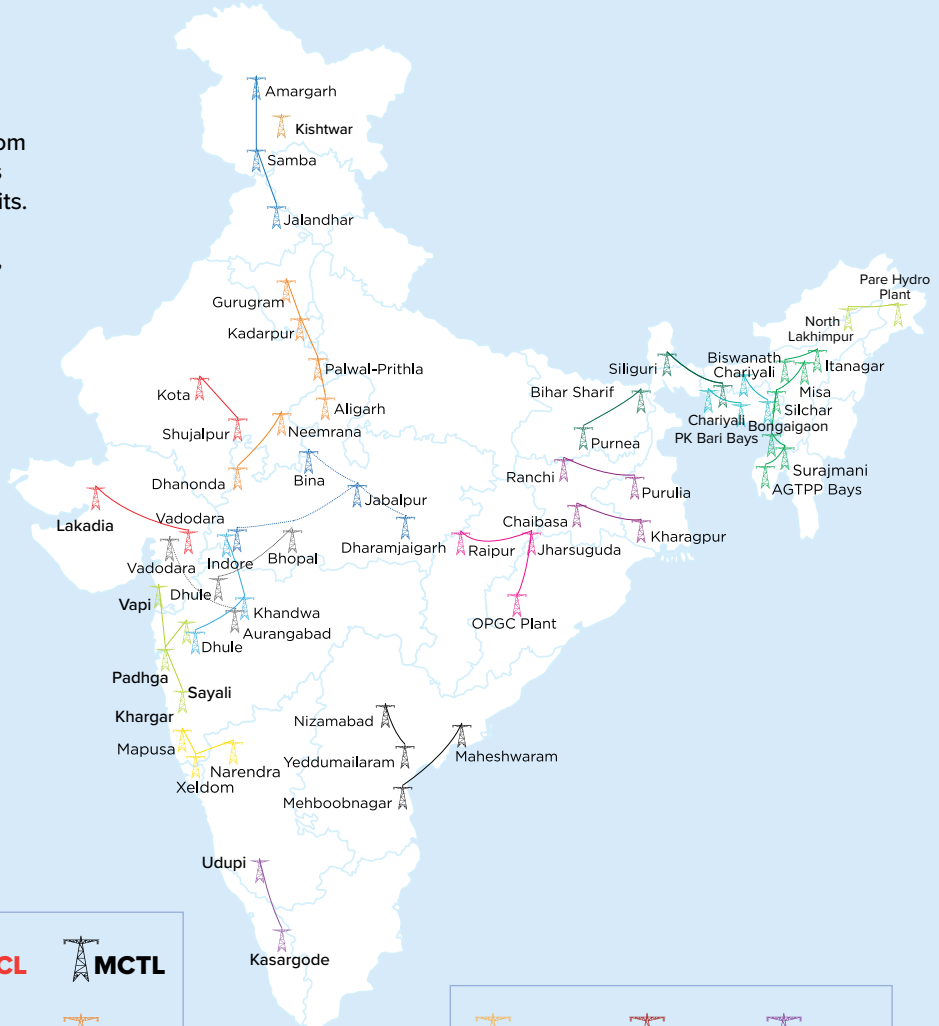 Amargarh
om
Kishtwar
Samba
its.
Jalandhar
Pare Hydro
Plant
Gurugram
North
Lakhimpur
Kadarpur
Biswanath
Chariyali
Siliguri
Itanagar
Palwal-Prithla
Bihar Sharif
Misa
Kota
Aligarh
Silchar
Chariyali
Bongaigaon
Shujalpur
Neemrana
PK Bari Bays
Purnea
Surajmani
Ranchi
AGTPP Bays
Dhanonda
Bina
Purulia
Jabalpur
Lakadia
Vadodara
Chaibasa
Kharagpur
Dharamjaigarh
Raipur
Jharsuguda
Vadodara
Indore
Bhopal
Dhule
Vapi
Khandwa
Aurangabad
OPGC Plant
Dhule
Padhga
Sayali
Khargar
Nizamabad
Mapusa
Maheshwaram
Yeddumailaram
Narendra
Xeldom
Mehboobnagar
Udupi
Kasargode
CL
MCTL